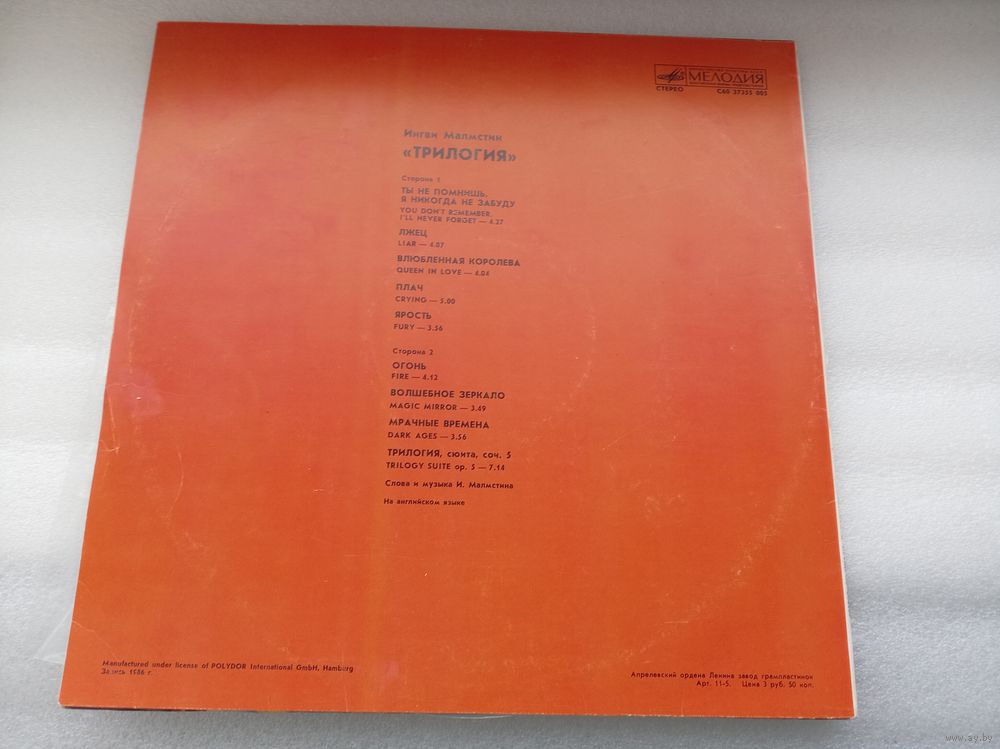 МЕЛОДИЯ
СТЕРЕО
С60 27355 005
Ингви Малмстин
«ТРИЛОГИЯ»
Сторона 1
ТЫ НЕ ПОМНИШЬ,
Я НИКОГДА НЕ ЗАБУДУ
YOU DON'T REMEMBER,
I'LL NEVER FORGET — 4.27
ЛЖЕЦ
LIAR — 4.07
ВЛЮБЛЕННАЯ КОРОЛЕВА
QUEEN IN LOVE — 4.04
ПЛАЧ
CRYING — 5.00
ЯРОСТЬ
FURY — 3.56
Сторона 2
ОГОНЬ
FIRE — 4.12
ВОЛШЕБНОЕ ЗЕРКАЛО
MAGIC MIRROR — 3.49
МРАЧНЫЕ ВРЕМЕНА
DARK AGES — 3.56
ТРИЛОГИЯ, сюита, соч. 5
TRILOGY SUITE op. 5 — 7.14
Слова и музыка И. Малмстина
На английском языке
Manufactured under license of POLYDOR International GmbH, Hamburg
Запись 1986 г.
Апрелевский ордена Ленина завод грампластинок
Арт. 11-5. Цена 3 руб. 50 коп.
www.ay.by